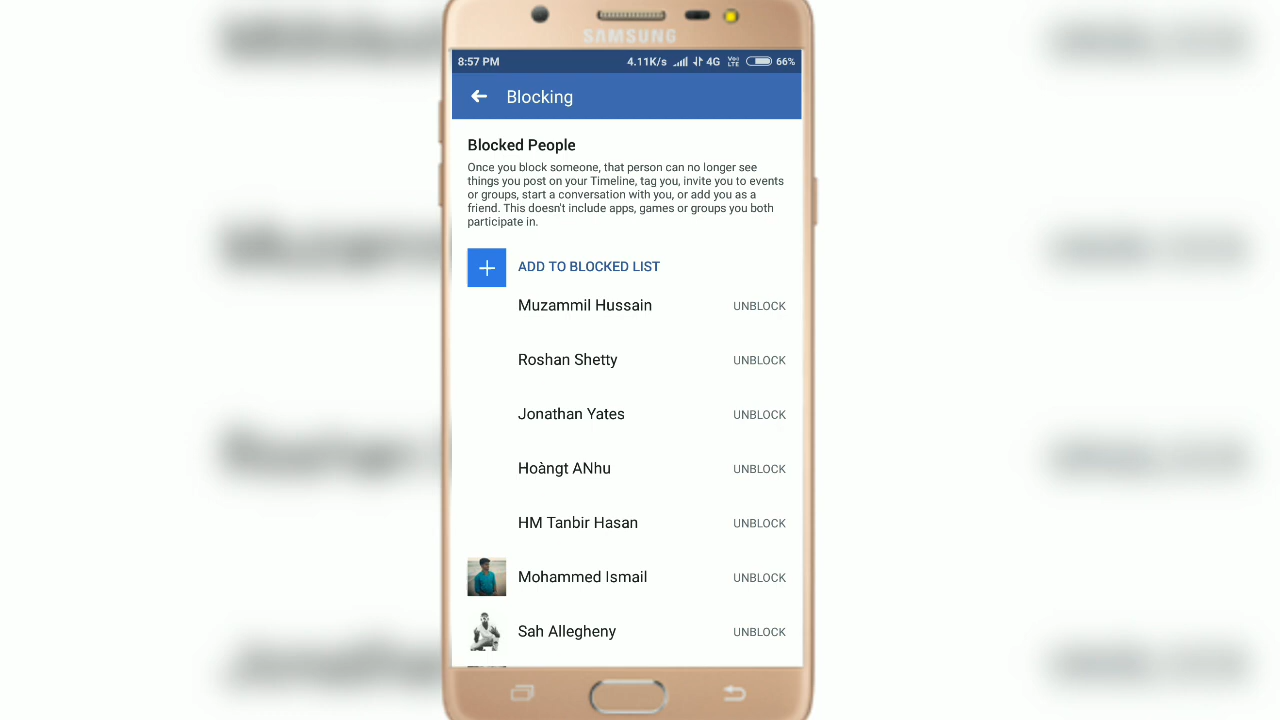 SAMSUNG
8:57 PM 4.11K/s 4G VoLTE 66%
Blocking
Blocked People
Once you block someone, that person can no longer see
things you post on your Timeline, tag you, invite you to events
or groups, start a conversation with you, or add you as a
friend. This doesn't include apps, games or groups you both
participate in.
ADD TO BLOCKED LIST
Muzammil Hussain UNBLOCK
Roshan Shetty UNBLOCK
Jonathan Yates UNBLOCK
Hoàngt ANhu UNBLOCK
HM Tanbir Hasan UNBLOCK
Mohammed Ismail UNBLOCK
Sah Allegheny UNBLOCK